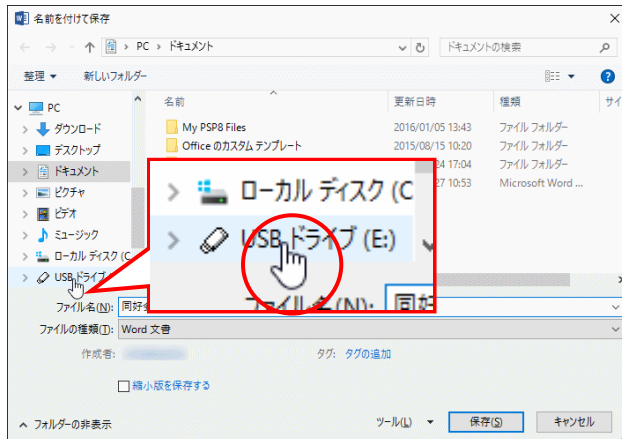 名前を付けて保存
PC › ドキュメント
ドキュメントの検索
整理 ▼ 新しいフォルダー
名前 更新日時 種類 サイ
PC
ダウンロード
デスクトップ
ドキュメント
ピクチャ
ビデオ
ミュージック
ローカル ディスク (C
USB ドライブ
My PSP8 Files 2016/01/05 13:43 ファイル フォルダー
Office のカスタム テンプレート 2015/08/15 10:20 ファイル フォルダー
24 17:04 ファイル フォルダー
27 10:53 Microsoft Word ...
ローカル ディスク (C
USB ドライブ (E:)
ファイル名(N): 同好
ファイル名(N): 同好
ファイルの種類(T): Word 文書
作成者:
タグ: タグの追加
縮小版を保存する
フォルダーの非表示
ツール(L) ▼ 保存(S) キャンセル